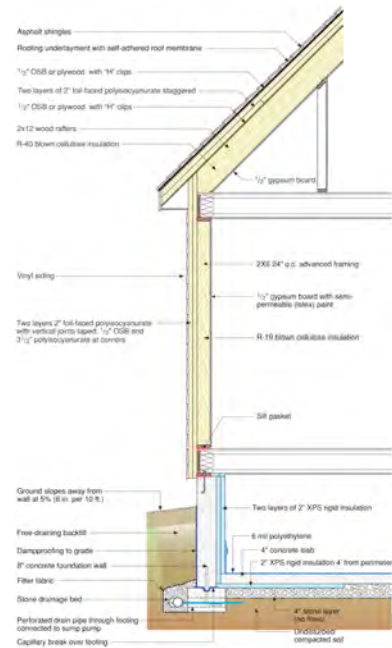 Asphalt shingles
Roofing underlayment with self-adhered roof membrane
1/2" OSB or plywood with "H" clips
Two layers of 2" foil-faced polyisocyanurate staggered
1/2" OSB or plywood with "H" clips
2x12 wood rafters
R-40 blown cellulose insulation
1/2" gypsum board
2X6 24" o.c. advanced framing
Vinyl siding
1/2" gypsum board with semi-
permeable (latex) paint
Two layers 2" foil-faced polyisocyanurate
with vertical joints taped. 1/2" OSB and
3 1/2" polyisocyanurate at corners
R-19 blown cellulose insulation
Sill gasket
Ground slopes away from
wall at 5% (6 in. per 10 ft.)
Two layers of 2" XPS rigid insulation
Free-draining backfill
6 mil polyethylene
Dampproofing to grade
4" concrete slab
8" concrete foundation wall
2" XPS rigid insulation 4' from perimeter
Filter fabric
Stone drainage bed
4" stone layer
(no fines)
Perforated drain pipe through footing
connected to sump pump
Undisturbed
compacted soil
Capillary break over footing